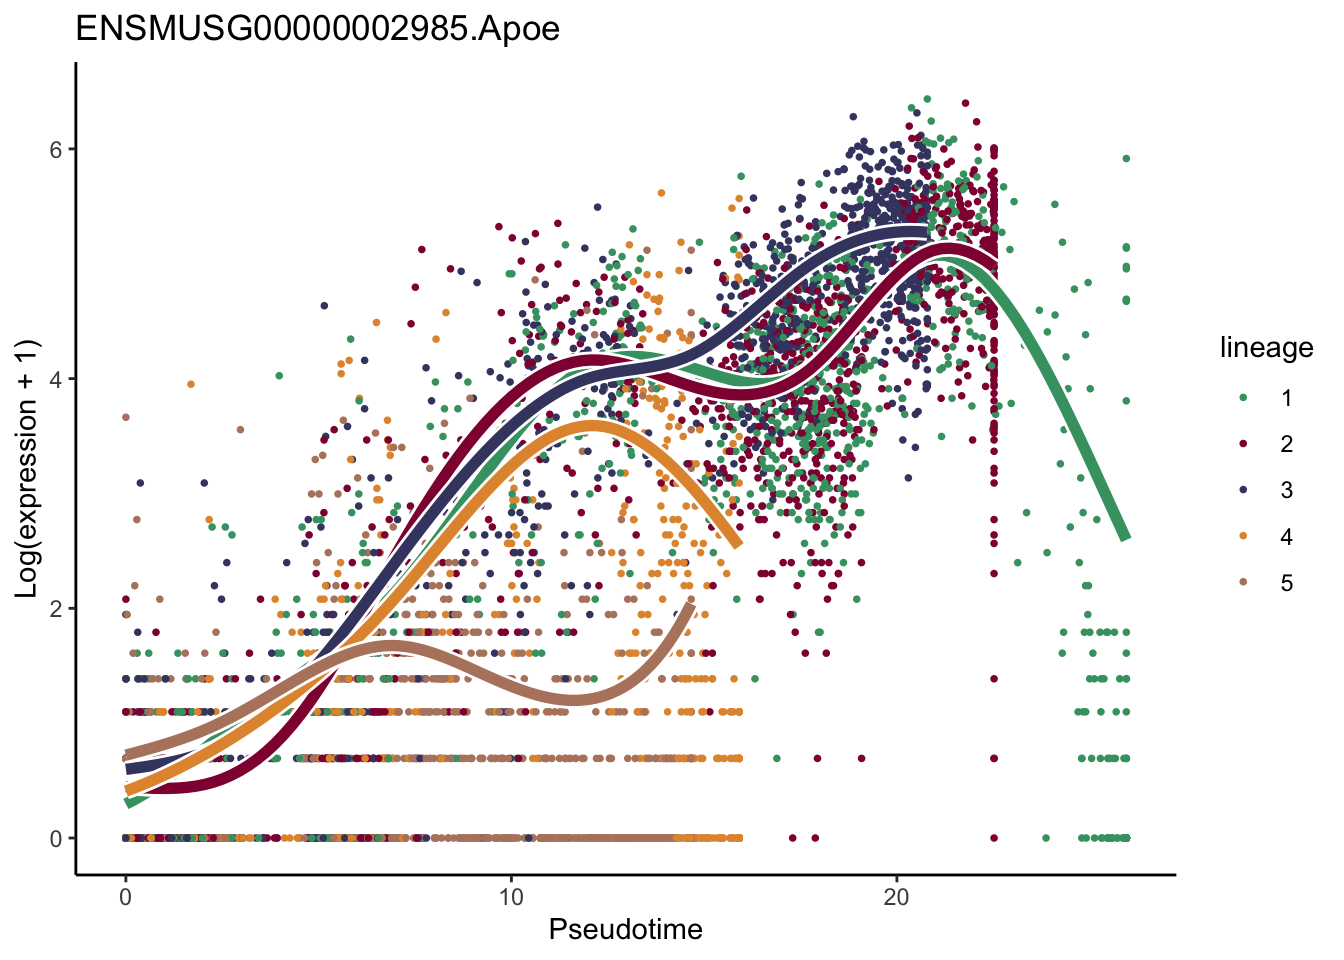 ENSMUSG00000002985.Apoe
Log(expression + 1)
6
4
2
0
0 10 20
Pseudotime
lineage
1
2
3
4
5